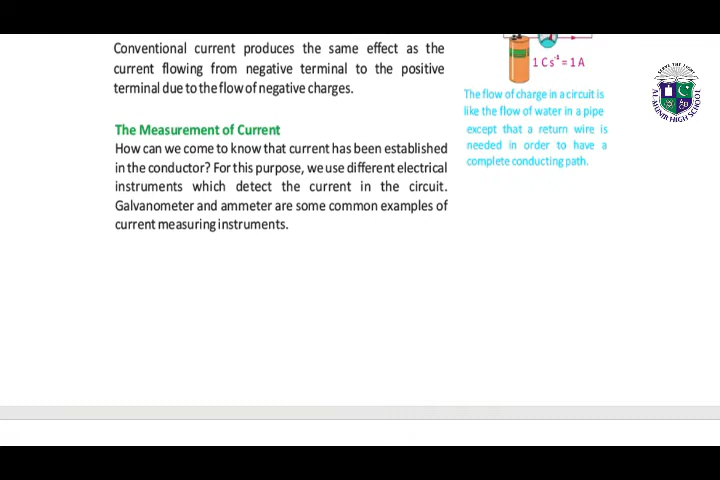 Conventional current produces the same effect as the
current flowing from negative terminal to the positive
terminal due to the flow of negative charges.
The Measurement of Current
How can we come to know that current has been established
in the conductor? For this purpose, we use different electrical
instruments which detect the current in the circuit.
Galvanometer and ammeter are some common examples of
current measuring instruments.
1 C s⁻¹ = 1 A
The flow of charge in a circuit is
like the flow of water in a pipe
except that a return wire is
needed in order to have a
complete conducting path.
AL-MUNIR HIGH SCHOOL